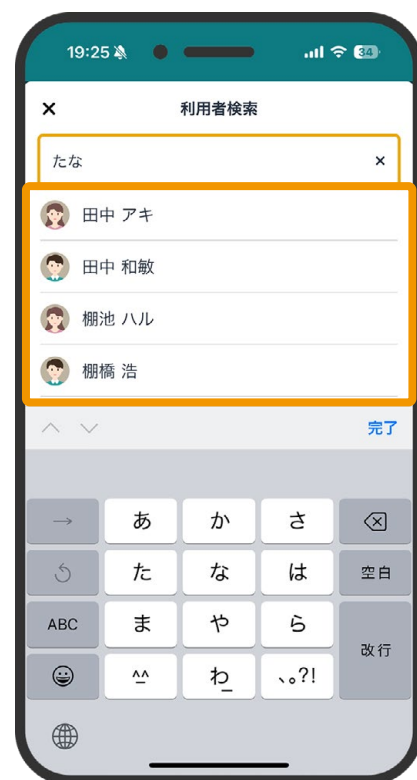 19:25 34
× 利用者検索
たな ×
田中 アキ
田中 和敏
棚池 ハル
棚橋 浩
完了
→ あ か さ
た な は 空白
ABC ま や ら 改行
^^ わ_ 、。?!